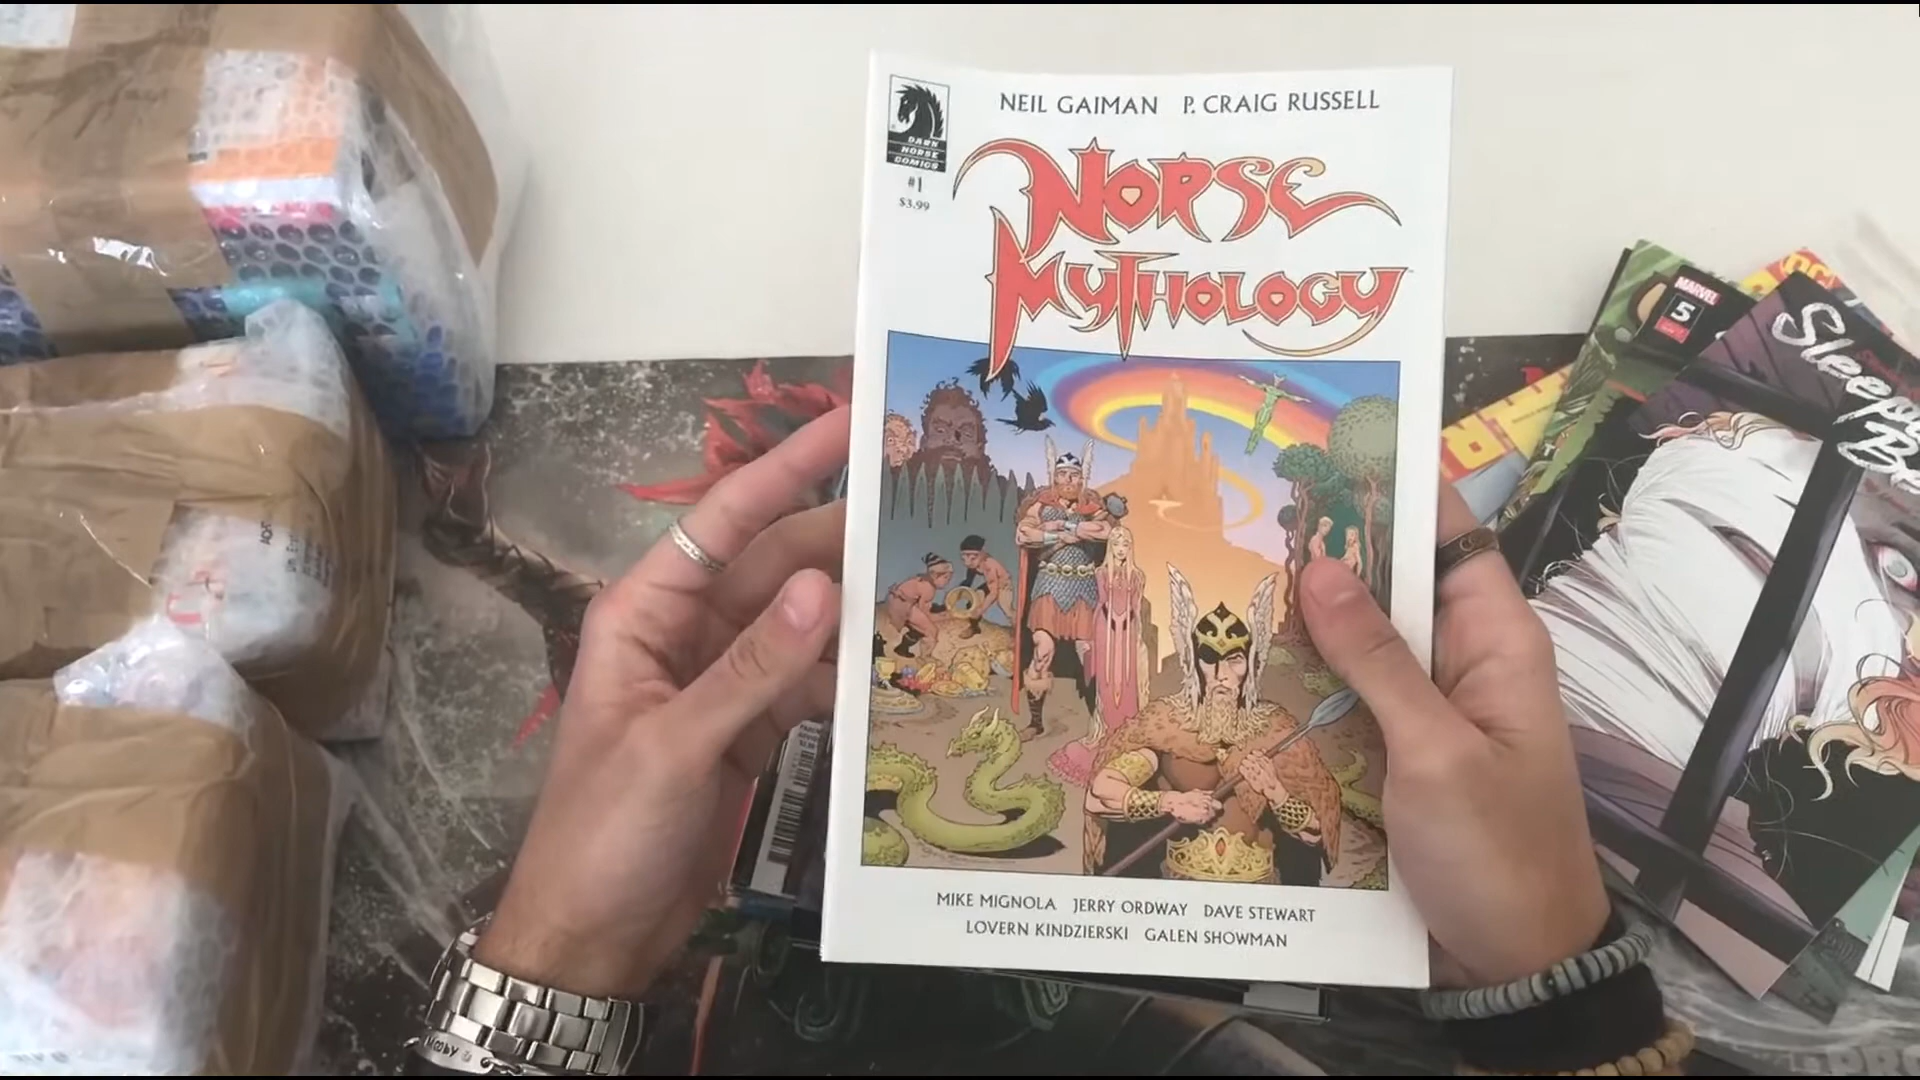 NEIL GAIMAN P. CRAIG RUSSELL
DARK
HORSE
COMICS
#1
$3.99
NORSE
MYTHOLOGY
MIKE MIGNOLA JERRY ORDWAY DAVE STEWART
LOVERN KINDZIERSKI GALEN SHOWMAN
MARVEL
5
DC